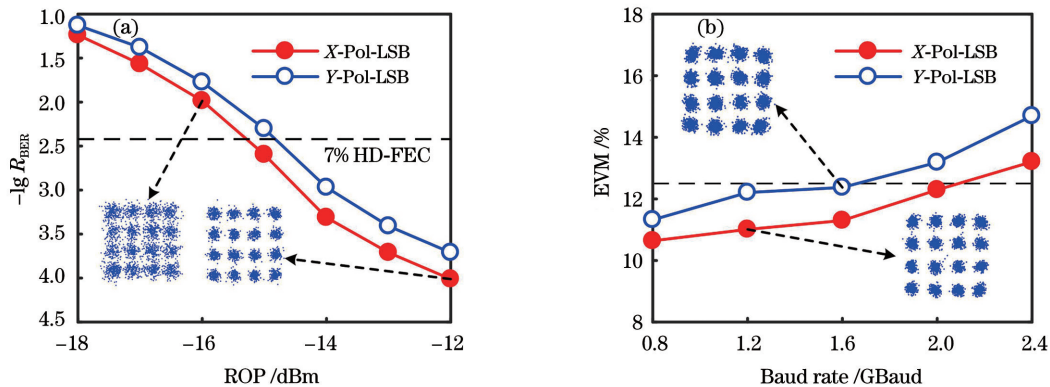 (a)
X-Pol-LSB
Y-Pol-LSB
7% HD-FEC
1.0
1.5
2.0
2.5
3.0
3.5
4.0
4.5
−lg R_BER
−18
−16
−14
−12
ROP /dBm
(b)
X-Pol-LSB
Y-Pol-LSB
18
16
14
12
10
8
EVM /%
0.8
1.2
1.6
2.0
2.4
Baud rate /GBaud